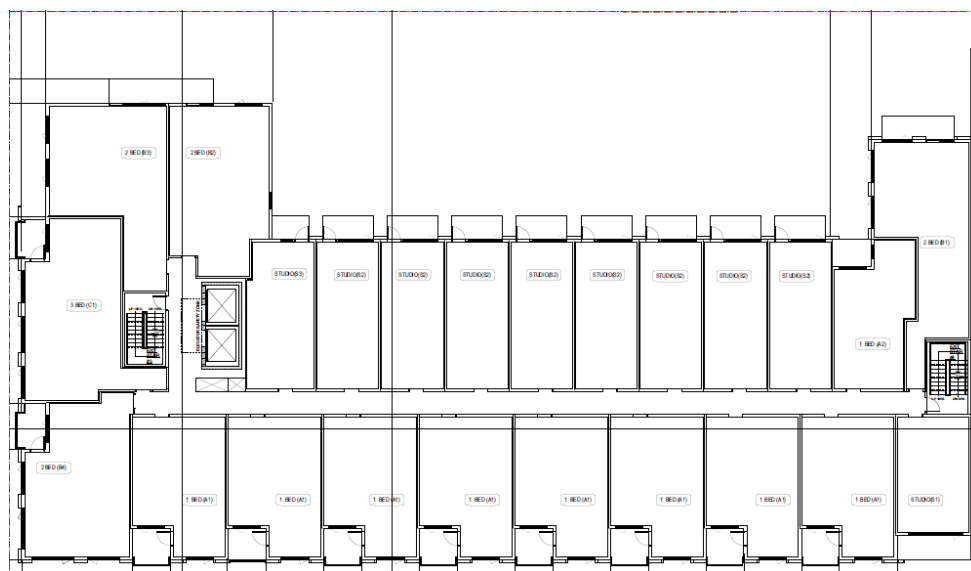 2 BED (B3)
2 BED (B2)
2 BED (B1)
STUDIO(S3)
STUDIO(S2)
STUDIO(S2)
STUDIO(S2)
STUDIO(S2)
STUDIO(S2)
STUDIO(S2)
STUDIO(S2)
STUDIO(S2)
3 BED (C1)
1 BED (A2)
2 BED (B4)
1 BED (A1)
1 BED (A1)
1 BED (A1)
1 BED (A1)
1 BED (A1)
1 BED (A1)
1 BED (A1)
1 BED (A1)
STUDIO(S1)